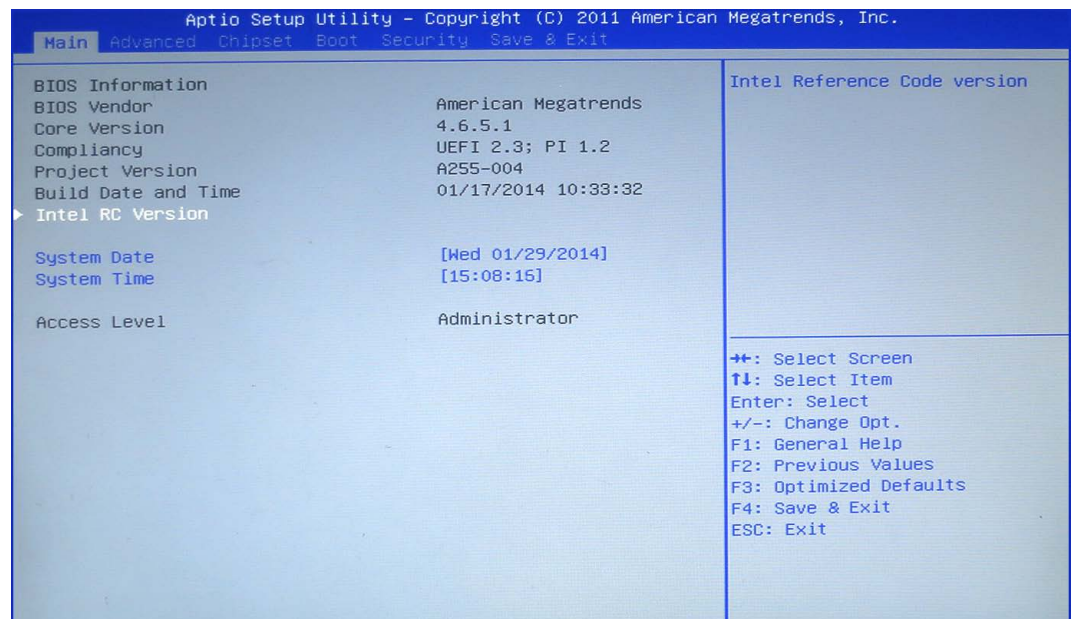 Aptio Setup Utility – Copyright (C) 2011 American Megatrends, Inc.
Main Advanced Chipset Boot Security Save & Exit
BIOS Information
BIOS Vendor American Megatrends
Core Version 4.6.5.1
Compliancy UEFI 2.3; PI 1.2
Project Version A255-004
Build Date and Time 01/17/2014 10:33:32
Intel RC Version
System Date [Wed 01/29/2014]
System Time [15:08:15]
Access Level Administrator
Intel Reference Code version
→←: Select Screen
↑↓: Select Item
Enter: Select
+/-: Change Opt.
F1: General Help
F2: Previous Values
F3: Optimized Defaults
F4: Save & Exit
ESC: Exit